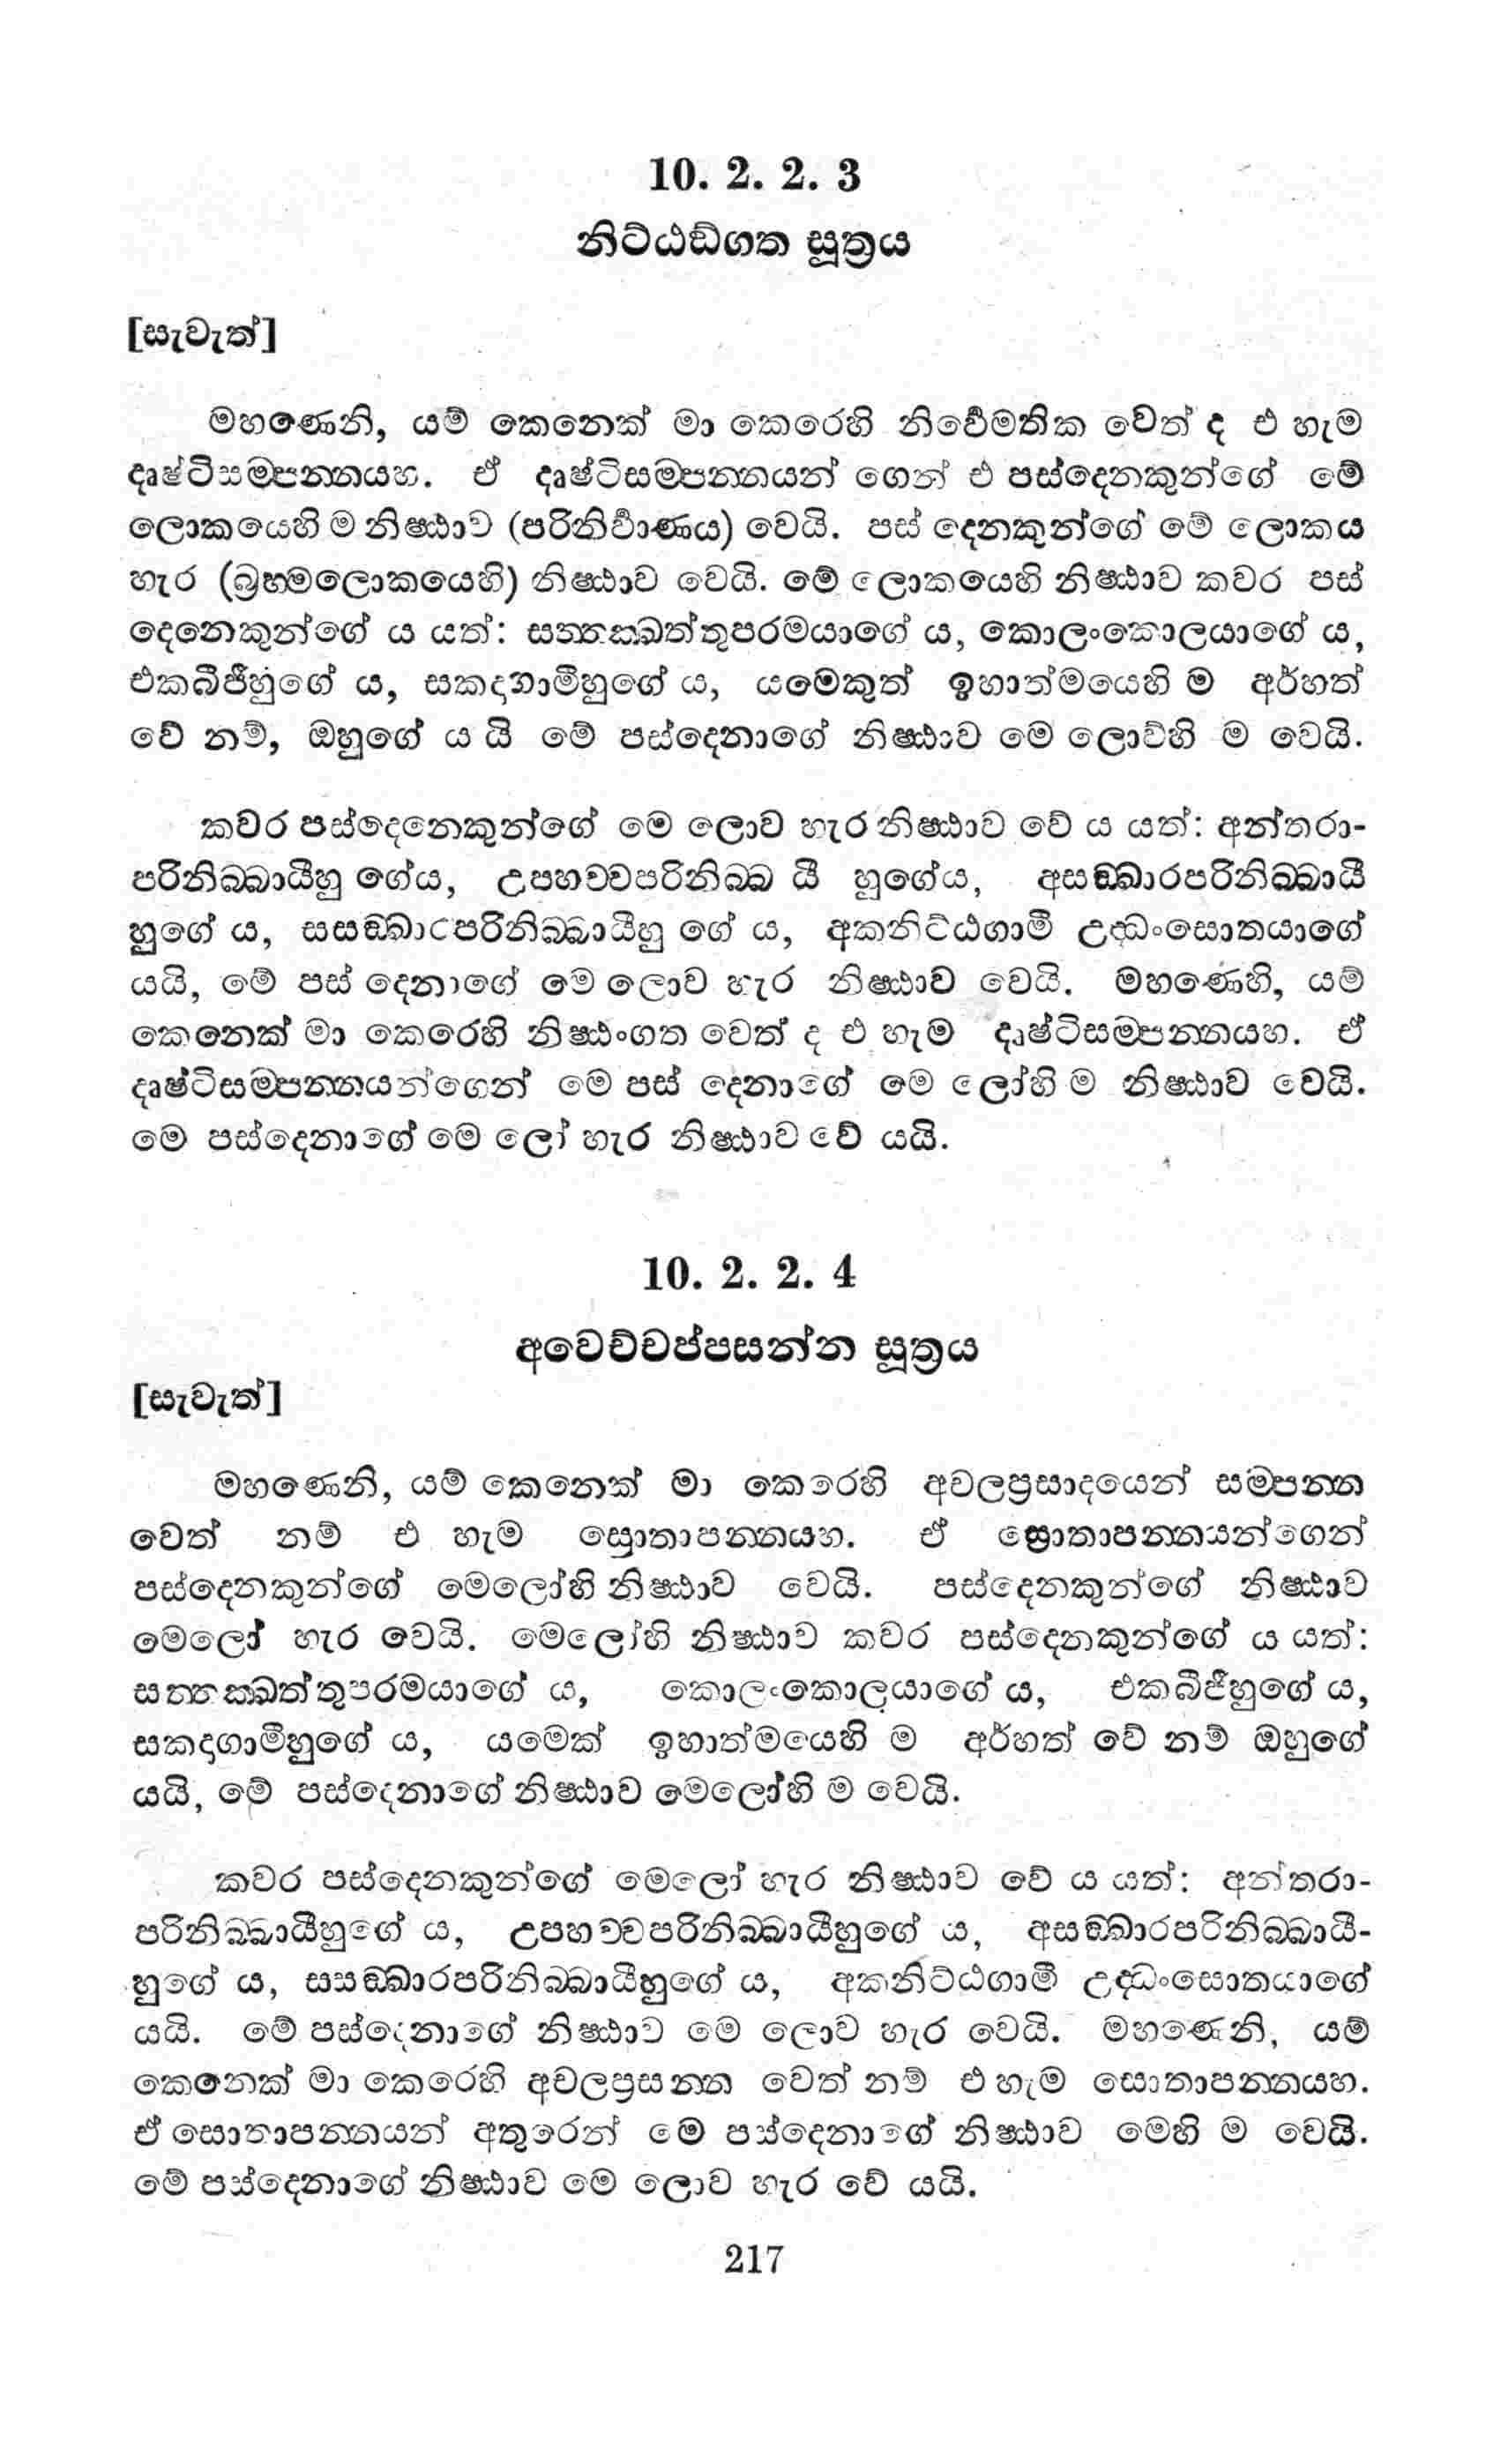 10. 2. 2. 3
නිට්ඨඞ්ගත සූත්‍රය
[සැවැත්]
මහණෙනි, යම් කෙනෙක් මා කෙරෙහි නිර්වෙමතික වෙත් ද එ හැම
දෘෂ්ටිසම්පන්නයහ. ඒ දෘෂ්ටිසම්පන්නයන් ගෙන් එ පස්දෙනකුන්ගේ මේ
ලොකයෙහි ම නිෂ්ඨාව (පරිනිර්වාණය) වෙයි. පස් දෙනකුන්ගේ මේ ලොකය
හැර (බ්‍රහ්මලොකයෙහි) නිෂ්ඨාව වෙයි. මේ ලොකයෙහි නිෂ්ඨාව කවර පස්
දෙනෙකුන්ගේ ය යත්: සත්තක්ඛත්තුපරමයාගේ ය, කොලංකොලයාගේ ය,
එකබීජීහුගේ ය, සකදාගාමීහුගේ ය, යමෙකුත් ඉහාත්මයෙහි ම අර්හත්
වේ නම්, ඔහුගේ ය යි මේ පස්දෙනාගේ නිෂ්ඨාව මෙ ලොව්හි ම වෙයි.
කවර පස්දෙනෙකුන්ගේ මෙ ලොව හැර නිෂ්ඨාව වේ ය යත්: අන්තරා-
පරිනිබ්බායීහු ගේය, උපහච්චපරිනිබ්බ යී හුගේය, අසඞ්ඛාරපරිනිබ්බායී
හුගේ ය, සසඞ්ඛාරපරිනිබ්බායීහු ගේ ය, අකනිට්ඨගාමී උද්ධංසොතයාගේ
යයි, මේ පස් දෙනාගේ මෙ ලොව හැර නිෂ්ඨාව වෙයි. මහණෙහි, යම්
කෙනෙක් මා කෙරෙහි නිෂ්ඨංගත වෙත් ද එ හැම දෘෂ්ටිසම්පන්නයහ. ඒ
දෘෂ්ටිසම්පන්නයන්ගෙන් මෙ පස් දෙනාගේ මෙ ලෝහි ම නිෂ්ඨාව වෙයි.
මෙ පස්දෙනාගේ මෙ ලෝ හැර නිෂ්ඨාව වේ යයි.
10. 2. 2. 4
අවෙච්චප්පසන්න සූත්‍රය
[සැවැත්]
මහණෙනි, යම් කෙනෙක් මා කෙරෙහි අචලප්‍රසාදයෙන් සම්පන්න
වෙත් නම් එ හැම සොතාපන්නයහ. ඒ ස්‍රොතාපන්නයන්ගෙන්
පස්දෙනකුන්ගේ මෙලෝහි නිෂ්ඨාව වෙයි. පස්දෙනකුන්ගේ නිෂ්ඨාව
මෙලෝ හැර වෙයි. මෙලෝහි නිෂ්ඨාව කවර පස්දෙනකුන්ගේ ය යත්:
සත්තක්ඛත්තුපරමයාගේ ය, කොලංකොලයාගේ ය, එකබීජීහුගේ ය,
සකදාගාමීහුගේ ය, යමෙක් ඉහාත්මයෙහි ම අර්හත් වේ නම් ඔහුගේ
යයි, මේ පස්දෙනාගේ නිෂ්ඨාව මෙලෝහි ම වෙයි.
කවර පස්දෙනකුන්ගේ මෙලෝ හැර නිෂ්ඨාව වේ ය යත්: අන්තරා-
පරිනිබ්බායීහුගේ ය, උපහච්චපරිනිබ්බායීහුගේ ය, අසඞ්ඛාරපරිනිබ්බායී-
හුගේ ය, සසඞ්ඛාරපරිනිබ්බායීහුගේ ය, අකනිට්ඨගාමී උද්ධංසොතයාගේ
යයි. මේ පස්දෙනාගේ නිෂ්ඨාව මෙ ලොව හැර වෙයි. මහණෙනි, යම්
කෙනෙක් මා කෙරෙහි අචලප්‍රසන්න වෙත් නම් එ හැම සොතාපන්නයහ.
ඒ සොතාපන්නයන් අතුරෙන් මෙ පස්දෙනාගේ නිෂ්ඨාව මෙහි ම වෙයි.
මේ පස්දෙනාගේ නිෂ්ඨාව මෙ ලොව හැර වේ යයි.
217